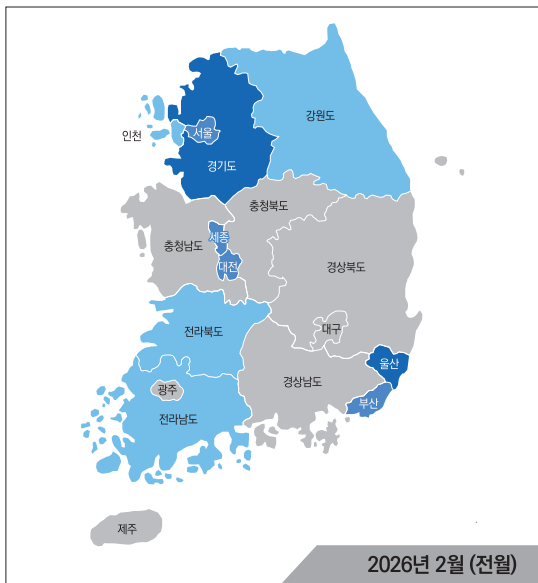 강원도
인천
서울
경기도
충청북도
충청남도
세종
대전
경상북도
전라북도
대구
울산
경상남도
광주
부산
전라남도
제주
2026년 2월 (전월)